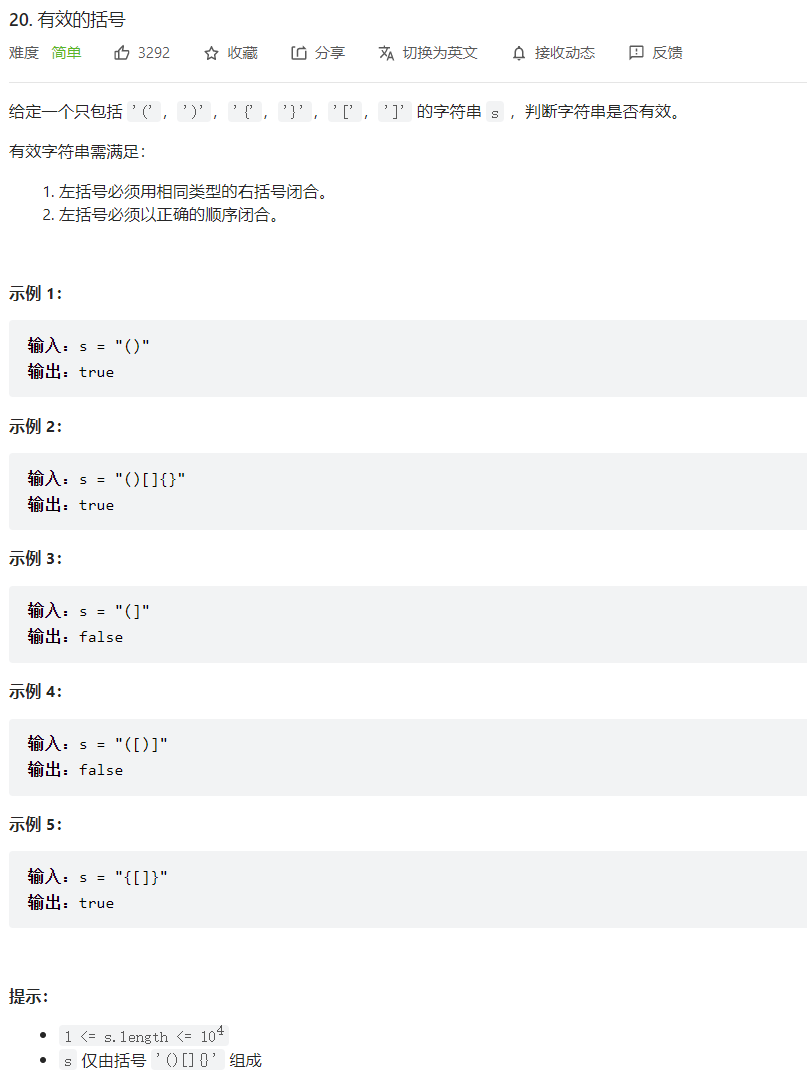 20. 有效的括号
难度 简单 3292 收藏 分享 切换为英文 接收动态 反馈
给定一个只包括 '('，')'，'{'，'}'，'['，']' 的字符串 s ，判断字符串是否有效。
有效字符串需满足：
1. 左括号必须用相同类型的右括号闭合。
2. 左括号必须以正确的顺序闭合。
示例 1：
输入：s = "()"
输出：true
示例 2：
输入：s = "()[]{}"
输出：true
示例 3：
输入：s = "(]"
输出：false
示例 4：
输入：s = "([)]"
输出：false
示例 5：
输入：s = "{[]}"
输出：true
提示：
• 1 <= s.length <= 10⁴
• s 仅由括号 '()[]{}' 组成